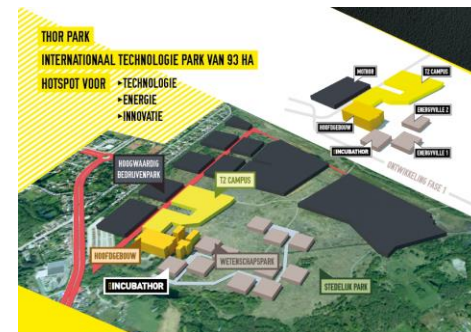 THOR PARK
INTERNATIONAAL TECHNOLOGIE PARK VAN 93 HA
HOTSPOT VOOR
▸TECHNOLOGIE
▸ENERGIE
▸INNOVATIE
MOTHOR
T2 CAMPUS
HOOFDGEBOUW
ENERGYVILLE 2
INCUBATHOR
ENERGYVILLE 1
ONTWIKKELING FASE 1
HOOGWAARDIG
BEDRIJVENPARK
T2 CAMPUS
HOOFDGEBOUW
WETENSCHAPSPARK
INCUBATHOR
STEDELIJK PARK